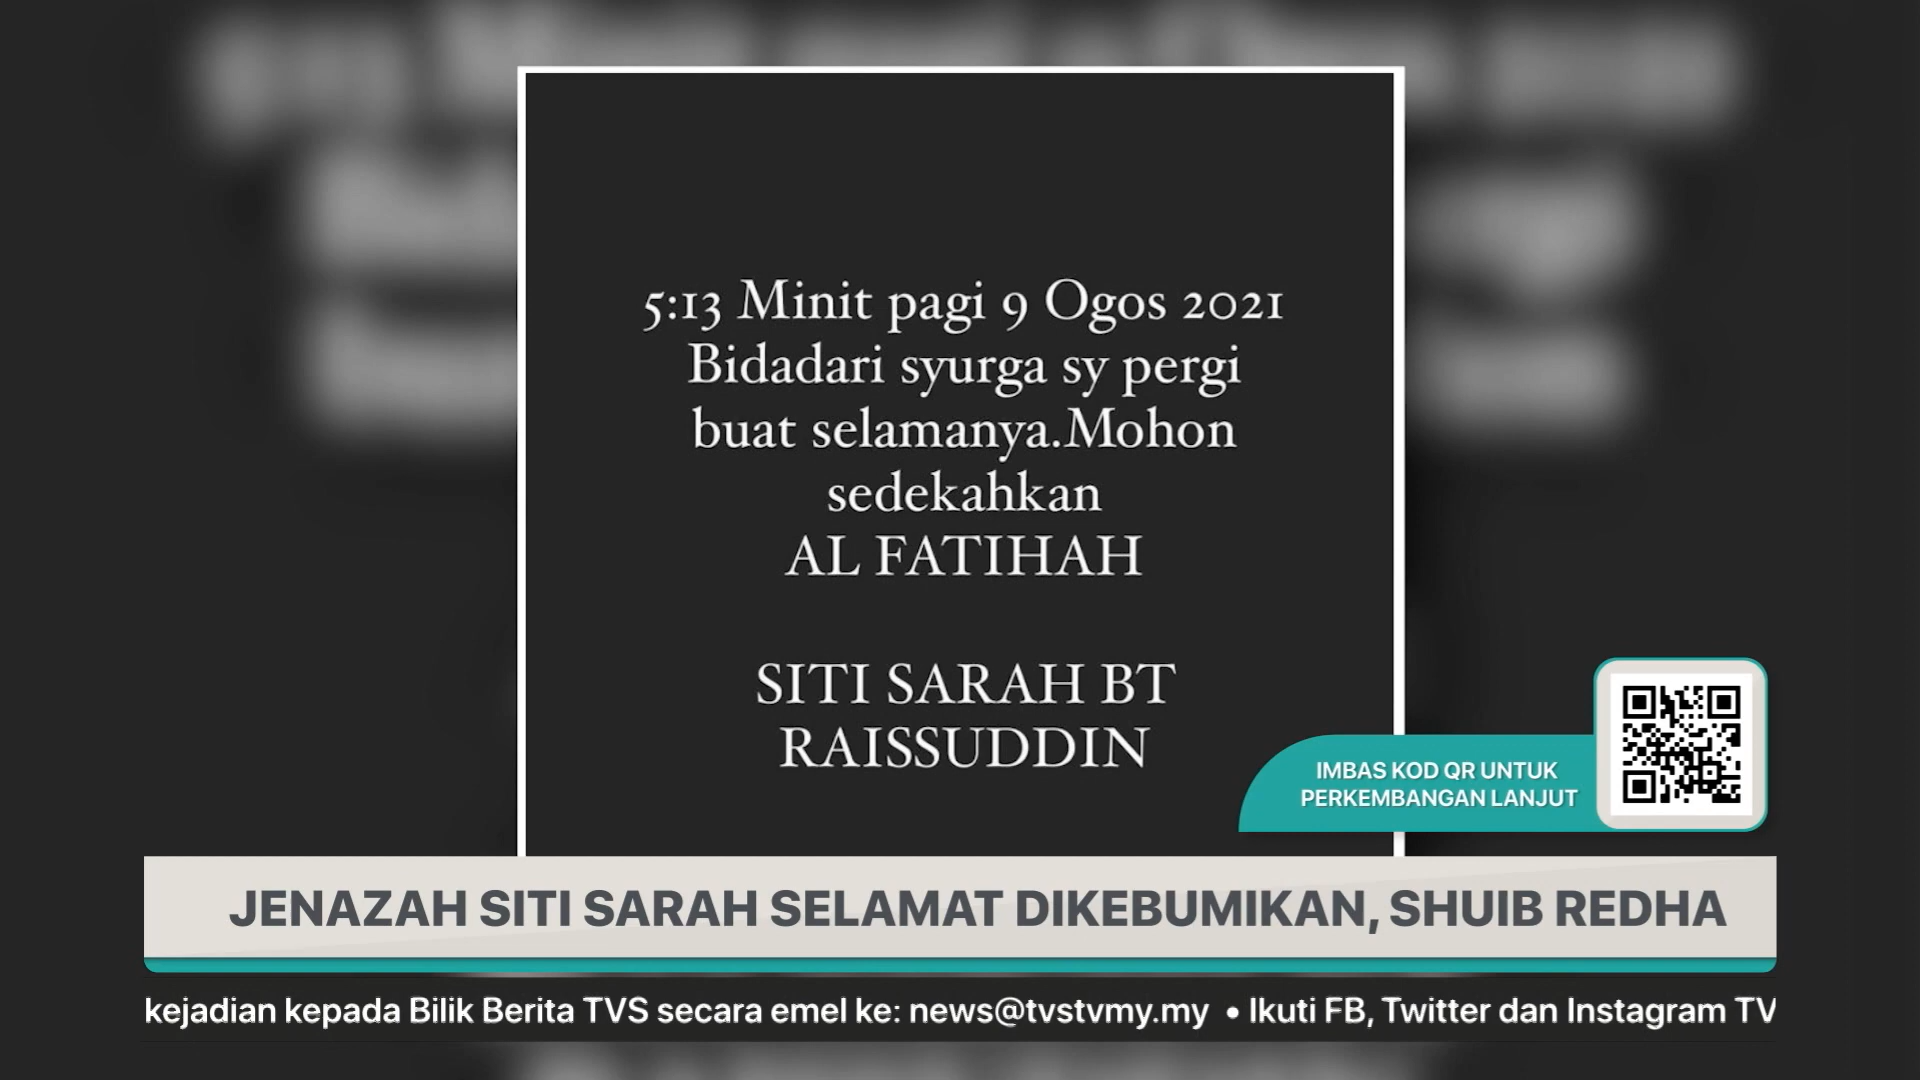 5:13 Minit pagi 9 Ogos 2021
Bidadari syurga sy pergi
buat selamanya.Mohon
sedekahkan
AL FATIHAH
SITI SARAH BT
RAISSUDDIN
IMBAS KOD QR UNTUK
PERKEMBANGAN LANJUT
JENAZAH SITI SARAH SELAMAT DIKEBUMIKAN, SHUIB REDHA
kejadian kepada Bilik Berita TVS secara emel ke: news@tvstvmy.my • Ikuti FB, Twitter dan Instagram TV